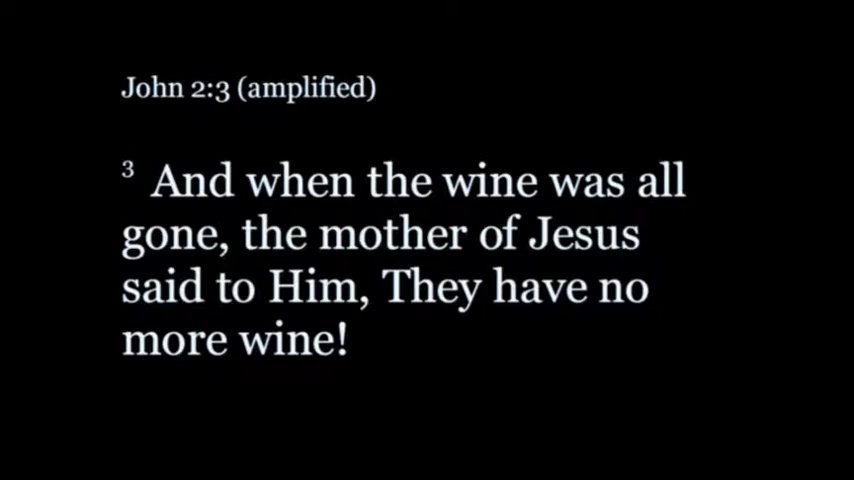 John 2:3 (amplified)
3 And when the wine was all
gone, the mother of Jesus
said to Him, They have no
more wine!